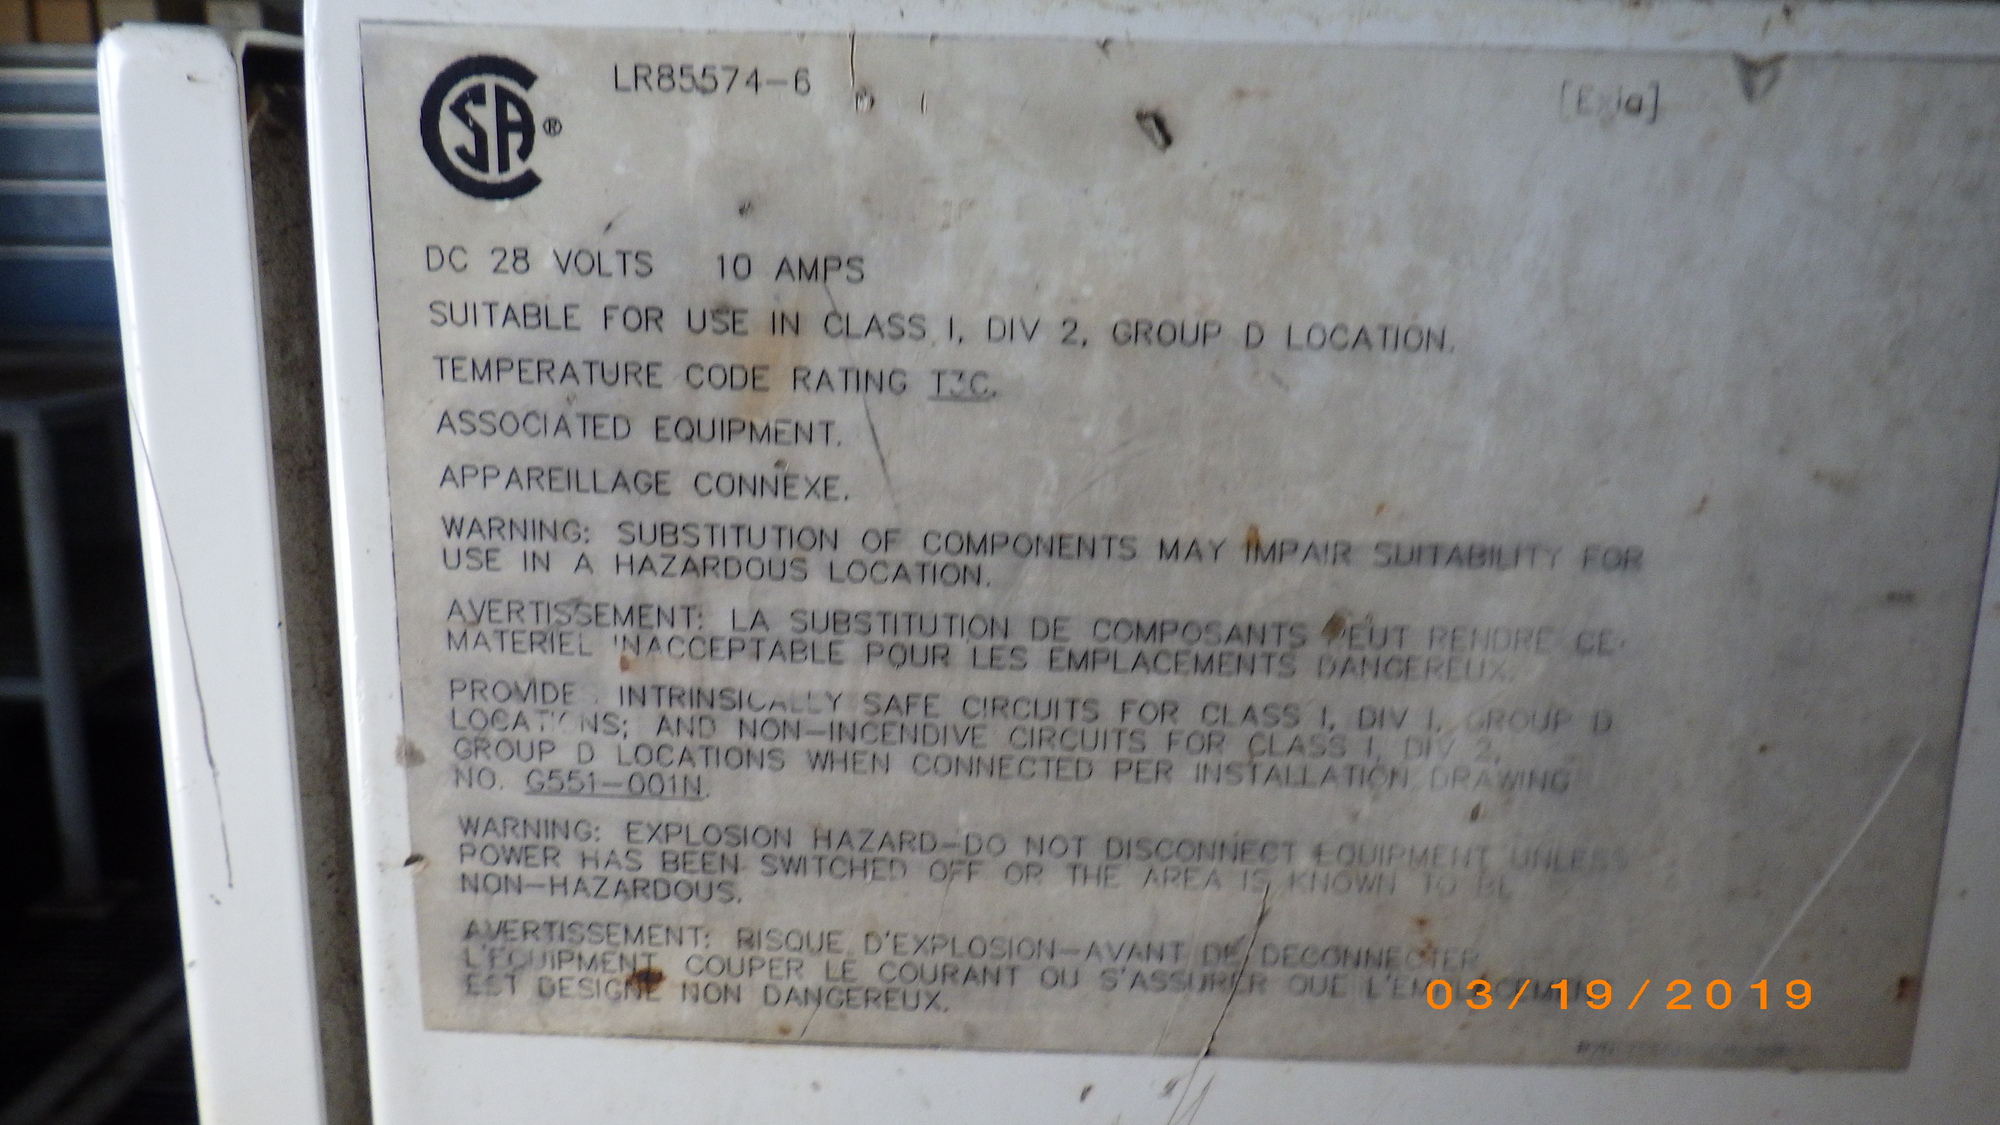 CSA®
LR85574-6
[Exia]
DC 28 VOLTS 10 AMPS
SUITABLE FOR USE IN CLASS I, DIV 2, GROUP D LOCATION.
TEMPERATURE CODE RATING T3C.
ASSOCIATED EQUIPMENT.
APPAREILLAGE CONNEXE.
WARNING: SUBSTITUTION OF COMPONENTS MAY IMPAIR SUITABILITY FOR
USE IN A HAZARDOUS LOCATION.
AVERTISSEMENT: LA SUBSTITUTION DE COMPOSANTS PEUT RENDRE CE
MATERIEL INACCEPTABLE POUR LES EMPLACEMENTS DANGEREUX.
PROVIDE INTRINSICALLY SAFE CIRCUITS FOR CLASS I, DIV I, GROUP D
LOCATIONS; AND NON-INCENDIVE CIRCUITS FOR CLASS I, DIV 2,
GROUP D LOCATIONS WHEN CONNECTED PER INSTALLATION DRAWING
NO. G551-001N.
WARNING: EXPLOSION HAZARD-DO NOT DISCONNECT EQUIPMENT UNLESS
POWER HAS BEEN SWITCHED OFF OR THE AREA IS KNOWN TO BE
NON-HAZARDOUS.
AVERTISSEMENT: RISQUE D'EXPLOSION-AVANT DE DECONNECTER
L'EQUIPMENT, COUPER LE COURANT OU S'ASSURER QUE L'EMPLACEMENT
EST DESIGNE NON DANGEREUX.
03/19/2019